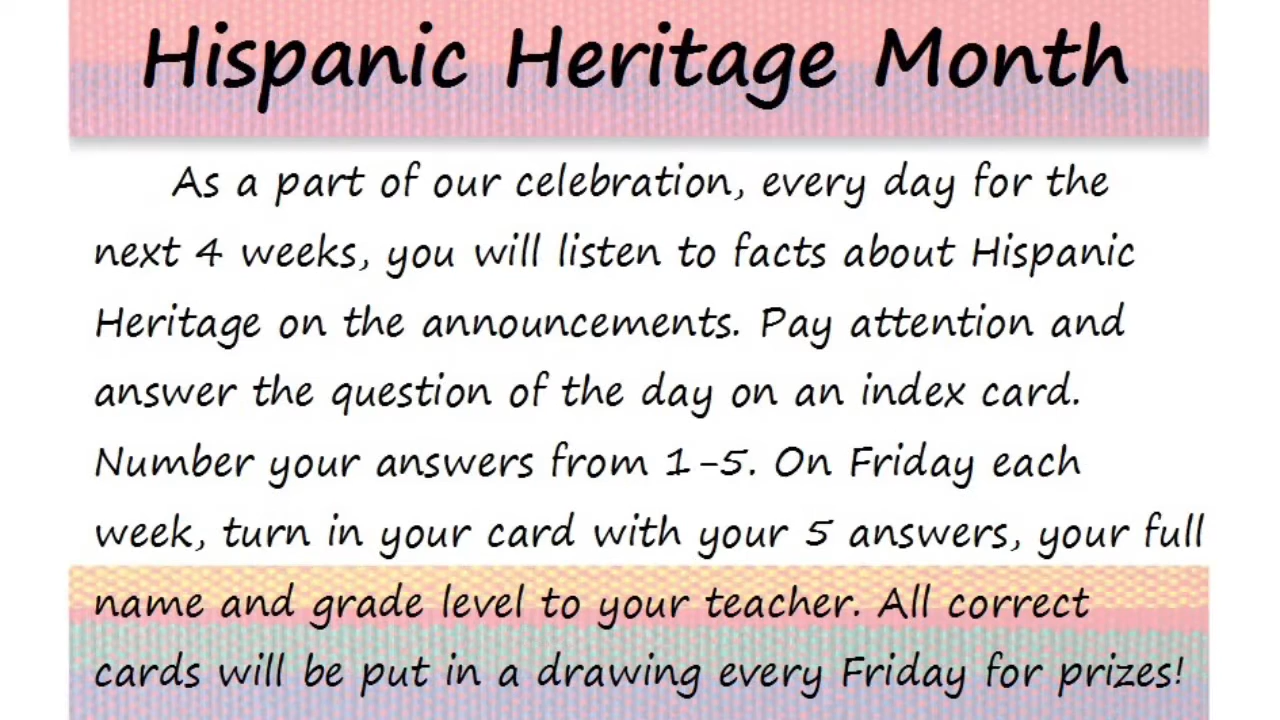 Hispanic Heritage Month
As a part of our celebration, every day for the
next 4 weeks, you will listen to facts about Hispanic
Heritage on the announcements. Pay attention and
answer the question of the day on an index card.
Number your answers from 1-5. On Friday each
week, turn in your card with your 5 answers, your full
name and grade level to your teacher. All correct
cards will be put in a drawing every Friday for prizes!